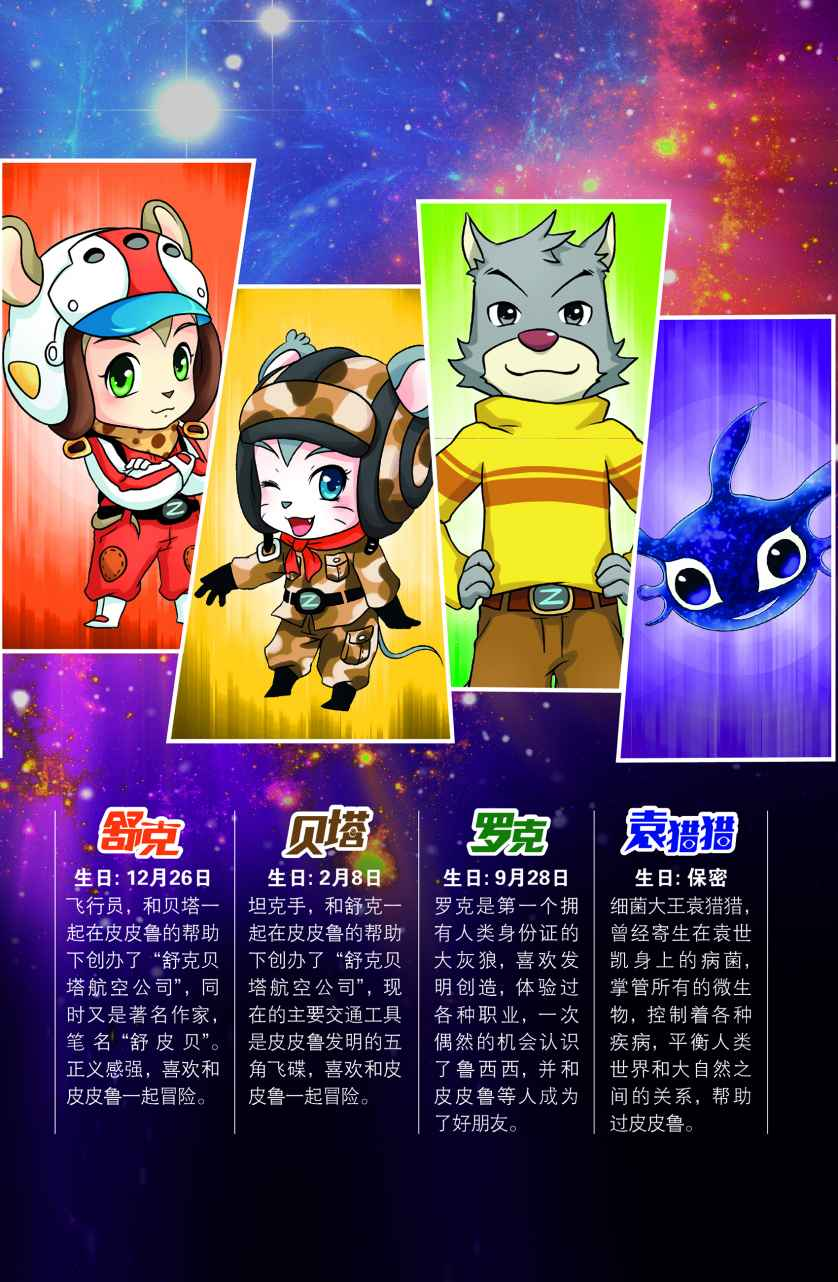 舒克
生日: 12月26日
飞行员，和贝塔一
起在皮皮鲁的帮助
下创办了“舒克贝
塔航空公司”，同
时又是著名作家，
笔名“舒皮贝”。
正义感强，喜欢和
皮皮鲁一起冒险。
贝塔
生日: 2月8日
坦克手，和舒克一
起在皮皮鲁的帮助
下创办了“舒克贝
塔航空公司”，现
在的主要交通工具
是皮皮鲁发明的五
角飞碟，喜欢和皮
皮鲁一起冒险。
罗克
生日: 9月28日
罗克是第一个拥
有人类身份证的
大灰狼，喜欢发
明创造，体验过
各种职业，一次
偶然的机会认识
了鲁西西，并和
皮皮鲁等人成为
了好朋友。
袁猎猎
生日: 保密
细菌大王袁猎猎，
曾经寄生在袁世
凯身上的病菌，
掌管所有的微生
物，控制着各种
疾病，平衡人类
世界和大自然之
间的关系，帮助
过皮皮鲁。
Z
Z
Z